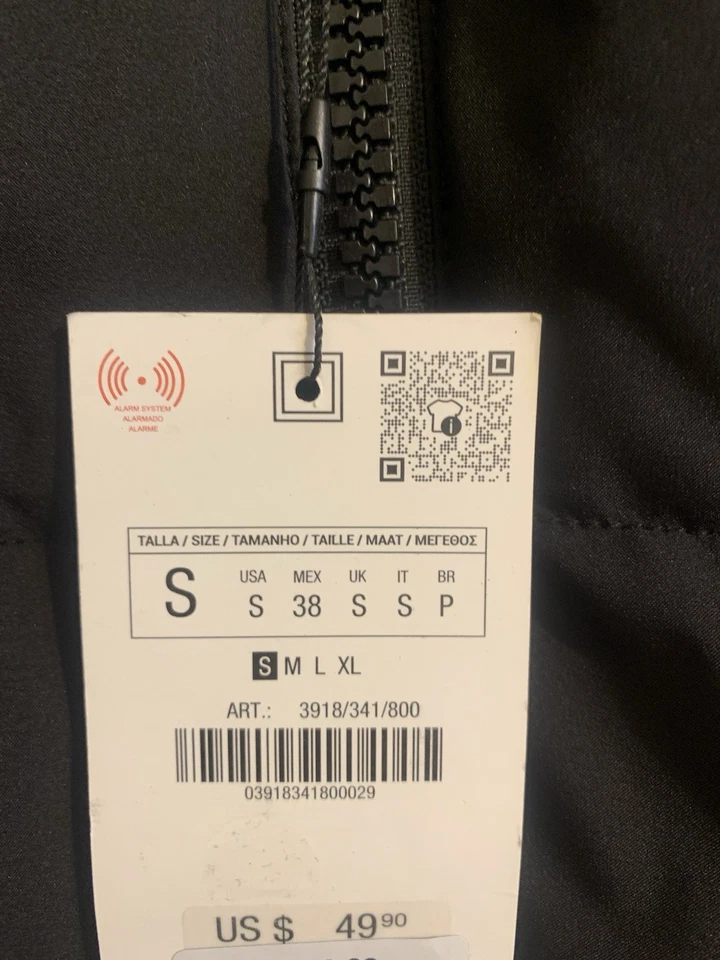 ALARM SYSTEM
ALARMADO
ALARME
TALLA / SIZE / TAMANHO / TAILLE / MAAT / ΜΕΓΕΘΟΣ
S USA MEX UK IT BR
S 38 S S P
S M L XL
ART.: 3918/341/800
03918341800029
US $ 49⁹⁰